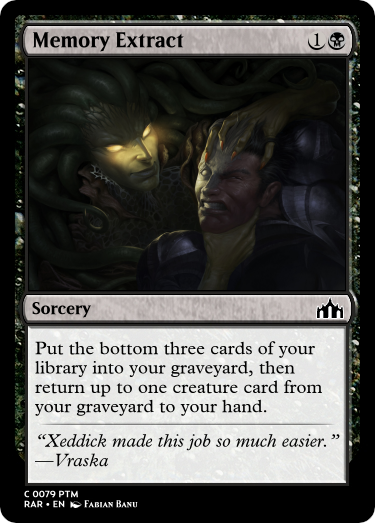 Memory Extract 1
Sorcery
Put the bottom three cards of your
library into your graveyard, then
return up to one creature card from
your graveyard to your hand.
“Xeddick made this job so much easier.”
—Vraska
C 0079 PTM
RAR • EN Fabian Banu